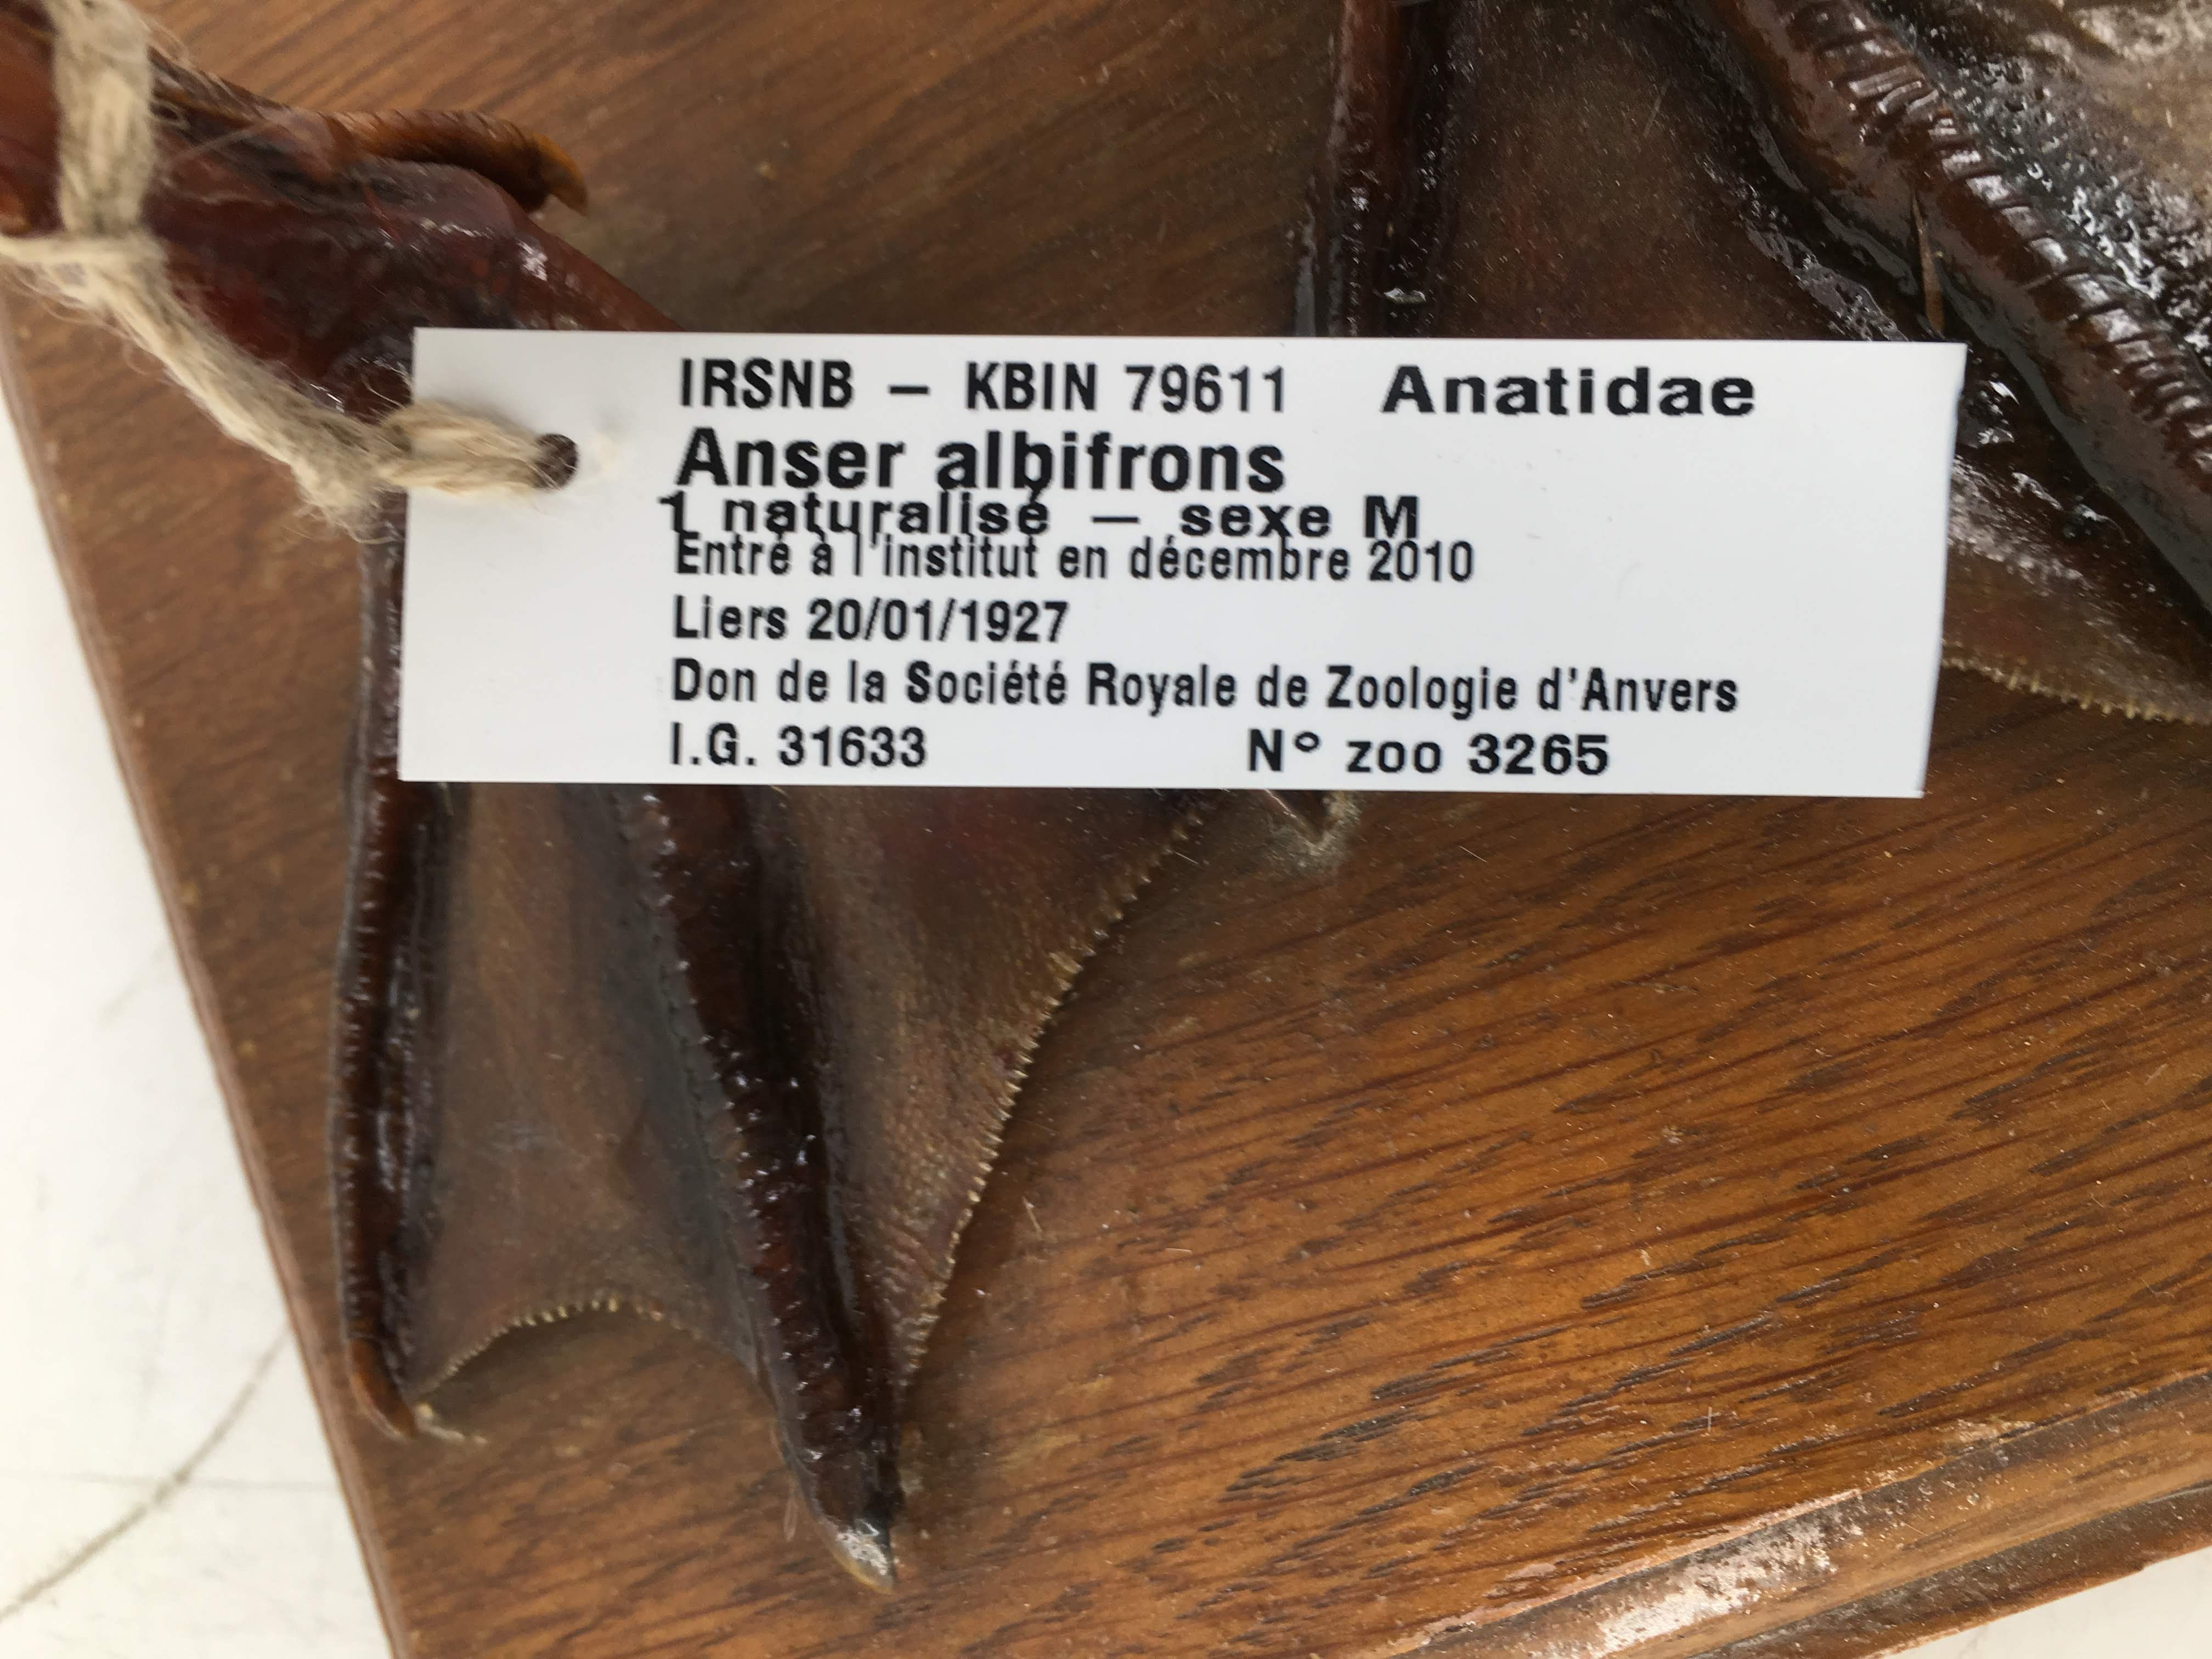 IRSNB – KBIN 79611 Anatidae
Anser albifrons
1 naturalisé – sexe M
Entré à l'institut en décembre 2010
Liers 20/01/1927
Don de la Société Royale de Zoologie d'Anvers
I.G. 31633 N° zoo 3265